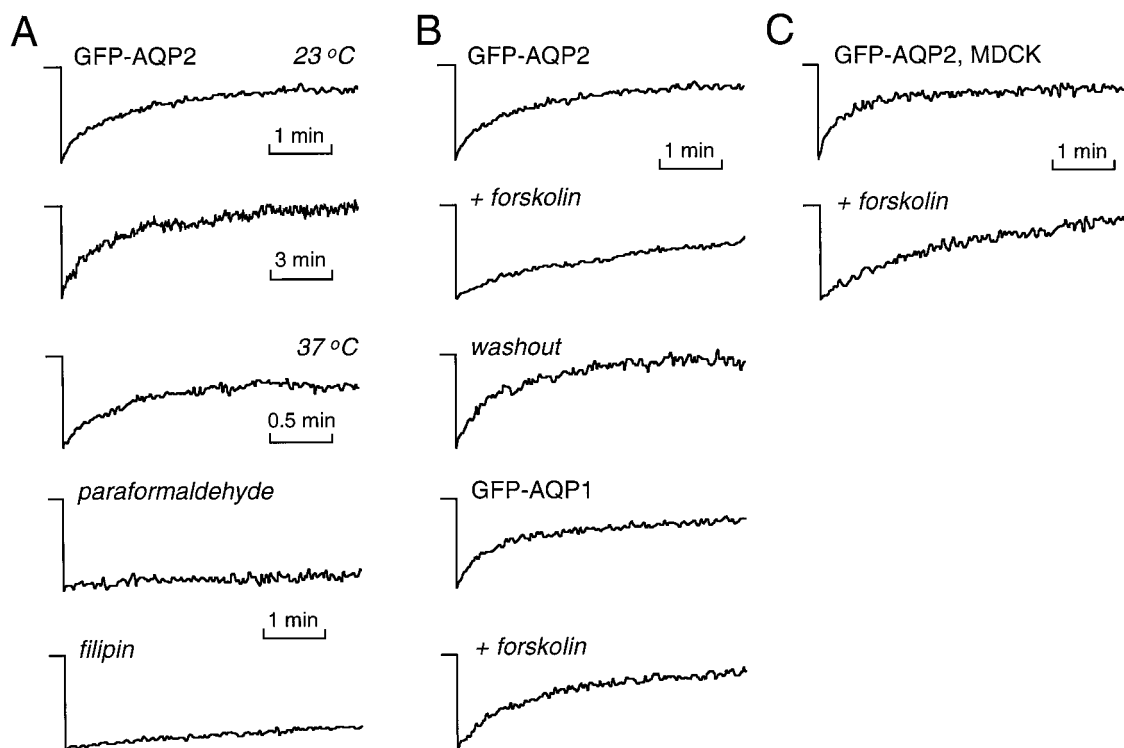 A
GFP-AQP2
23 °C
1 min
3 min
37 °C
0.5 min
paraformaldehyde
1 min
filipin
B
GFP-AQP2
1 min
+ forskolin
washout
GFP-AQP1
+ forskolin
C
GFP-AQP2, MDCK
1 min
+ forskolin